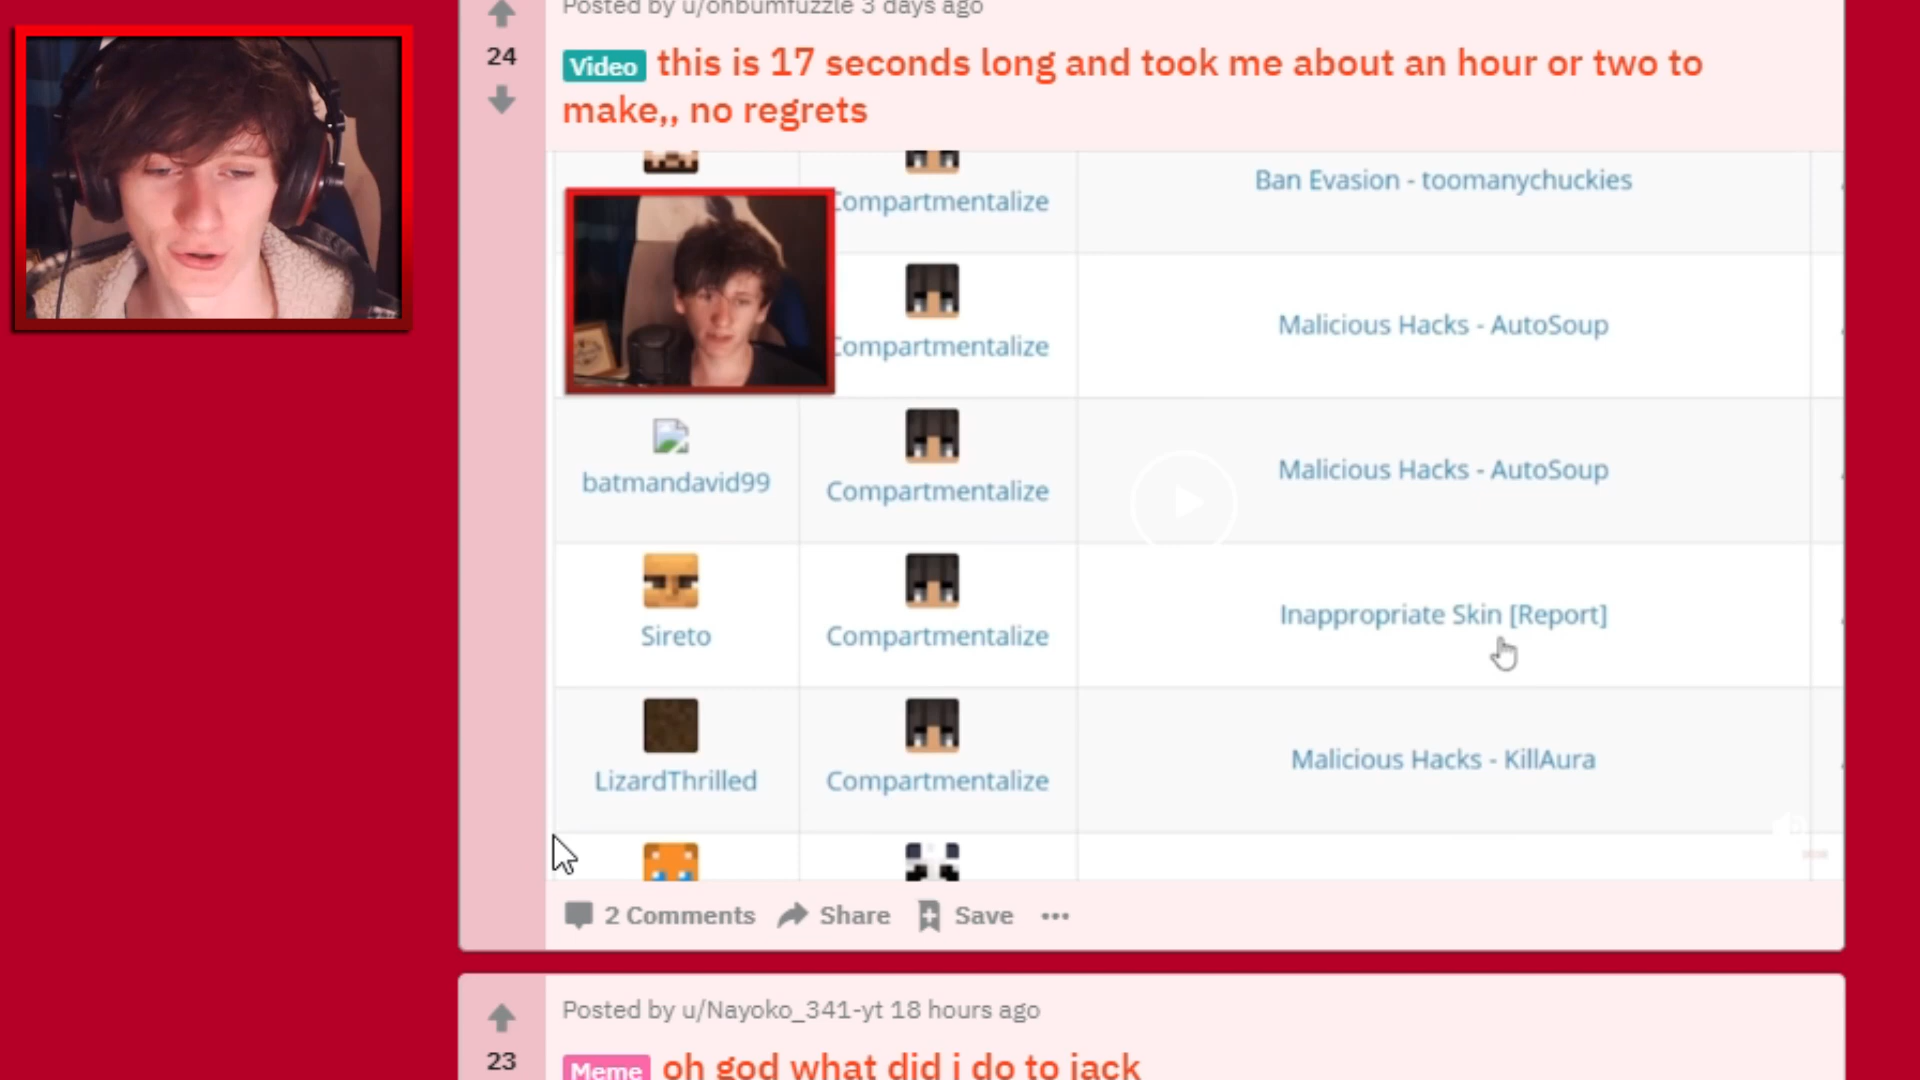 Posted by u/ohbumfuzzle 3 days ago
24
Video this is 17 seconds long and took me about an hour or two to
make,, no regrets
Compartmentalize
Ban Evasion - toomanychuckies
Compartmentalize
Malicious Hacks - AutoSoup
batmandavid99
Compartmentalize
Malicious Hacks - AutoSoup
Sireto
Compartmentalize
Inappropriate Skin [Report]
LizardThrilled
Compartmentalize
Malicious Hacks - KillAura
2 Comments Share Save
Posted by u/Nayoko_341-yt 18 hours ago
23
Meme oh god what did i do to jack